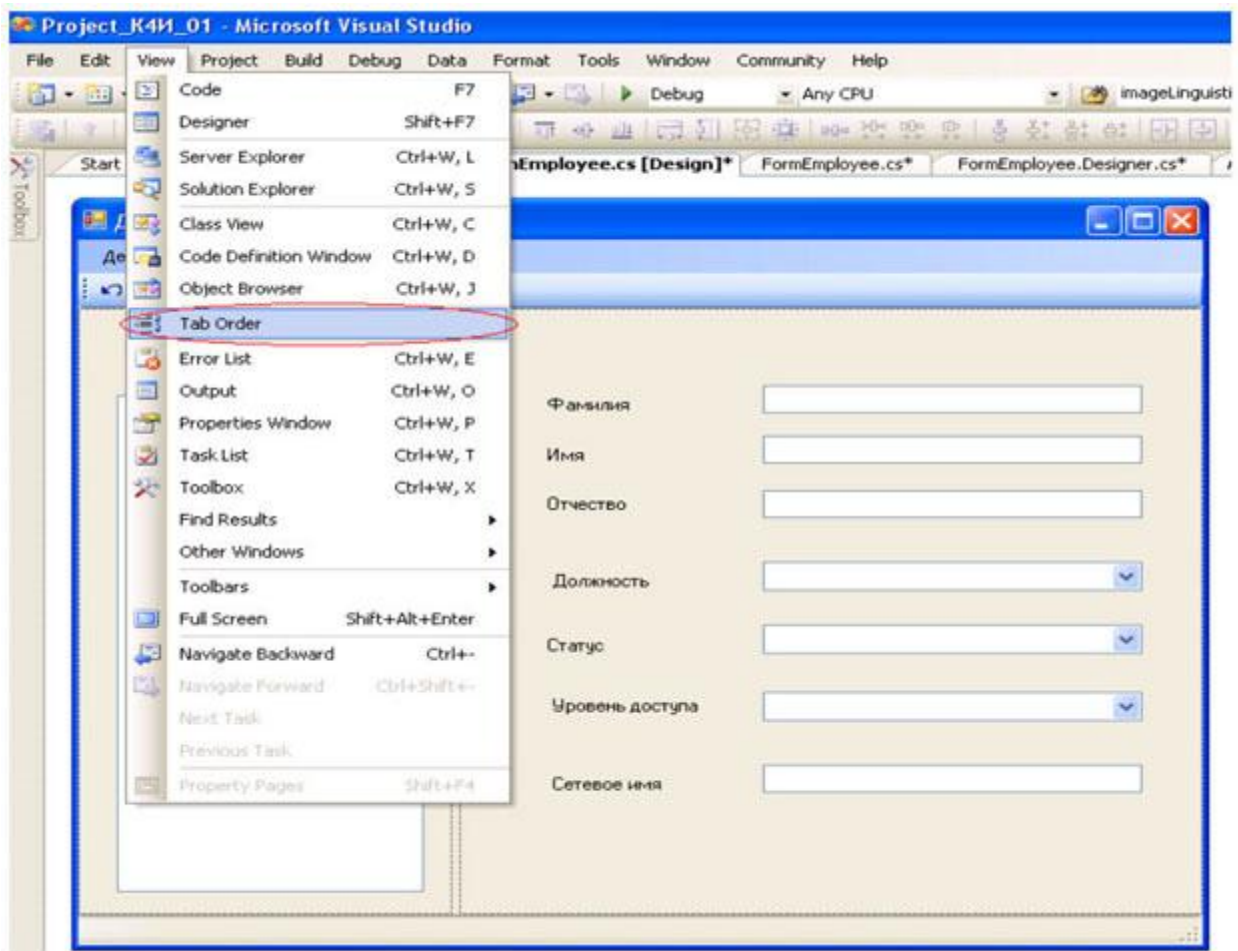 Project_К4И_01 - Microsoft Visual Studio
File Edit View Project Build Debug Data Format Tools Window Community Help
Debug Any CPU imageLinguisti
Toolbox
Start mEmployee.cs [Design]* FormEmployee.cs* FormEmployee.Designer.cs*
Де
Code F7
Designer Shift+F7
Server Explorer Ctrl+W, L
Solution Explorer Ctrl+W, S
Class View Ctrl+W, C
Code Definition Window Ctrl+W, D
Object Browser Ctrl+W, J
Tab Order
Error List Ctrl+W, E
Output Ctrl+W, O
Properties Window Ctrl+W, P
Task List Ctrl+W, T
Toolbox Ctrl+W, X
Find Results
Other Windows
Toolbars
Full Screen Shift+Alt+Enter
Navigate Backward Ctrl+-
Navigate Forward Ctrl+Shift+-
Next Task
Previous Task
Property Pages Shift+F4
Фамилия
Имя
Отчество
Должность
Статус
Уровень доступа
Сетевое имя